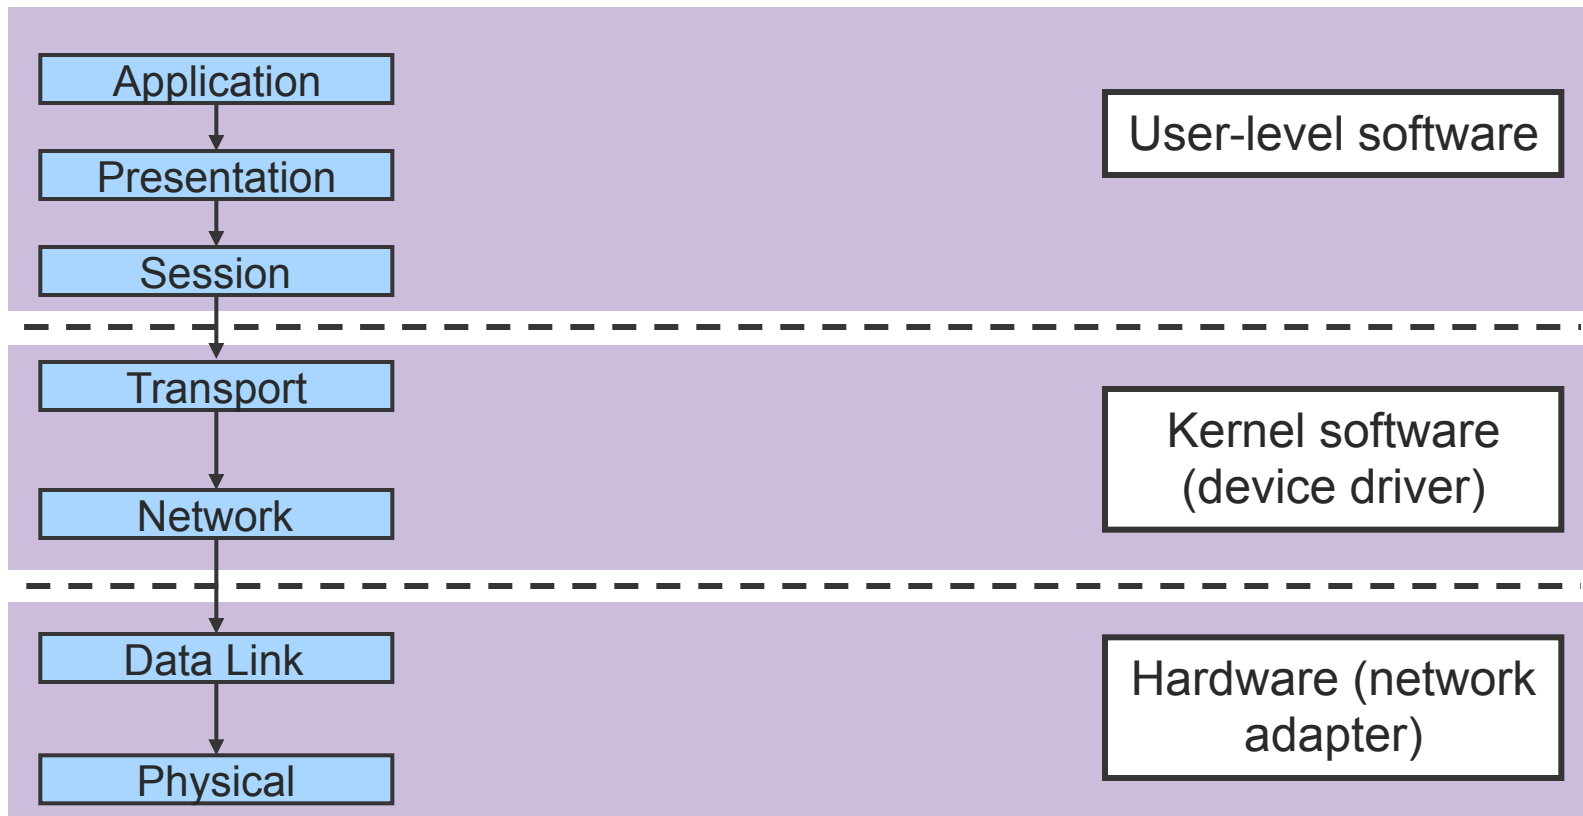 Application
Presentation
Session
User-level software
Transport
Network
Kernel software
(device driver)
Data Link
Physical
Hardware (network
adapter)